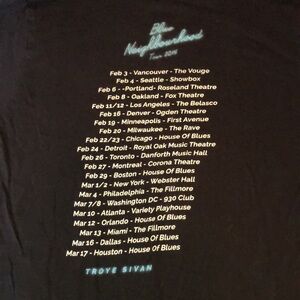 Blue
Neighbourhood
Tour 2016
Feb 3 - Vancouver - The Vouge
Feb 4 - Seattle - Showbox
Feb 6 --Portland- Roseland Theatre
Feb 8 - Oakland - Fox Theatre
Feb 11/12 - Los Angeles - The Belasco
Feb 16 - Denver - Ogden Theatre
Feb 19 - Minneapolis - First Avenue
Feb 20 - Milwaukee - The Rave
Feb 22/23 - Chicago - House Of Blues
Feb 24 - Detroit - Royal Oak Music Theatre
Feb 26 - Toronto - Danforth Music Hall
Feb 27 - Montreal - Corona Theatre
Feb 29 - Boston - House Of Blues
Mar 1/2 - New York - Webster Hall
Mar 4 - Philadelphia - The Fillmore
Mar 7/8 - Washington DC - 930 Club
Mar 10 - Atlanta - Variety Playhouse
Mar 12 - Orlando - House Of Blues
Mar 13 - Miami - The Fillmore
Mar 16 - Dallas - House Of Blues
Mar 17 - Houston - House Of Blues
TROYE SIVAN